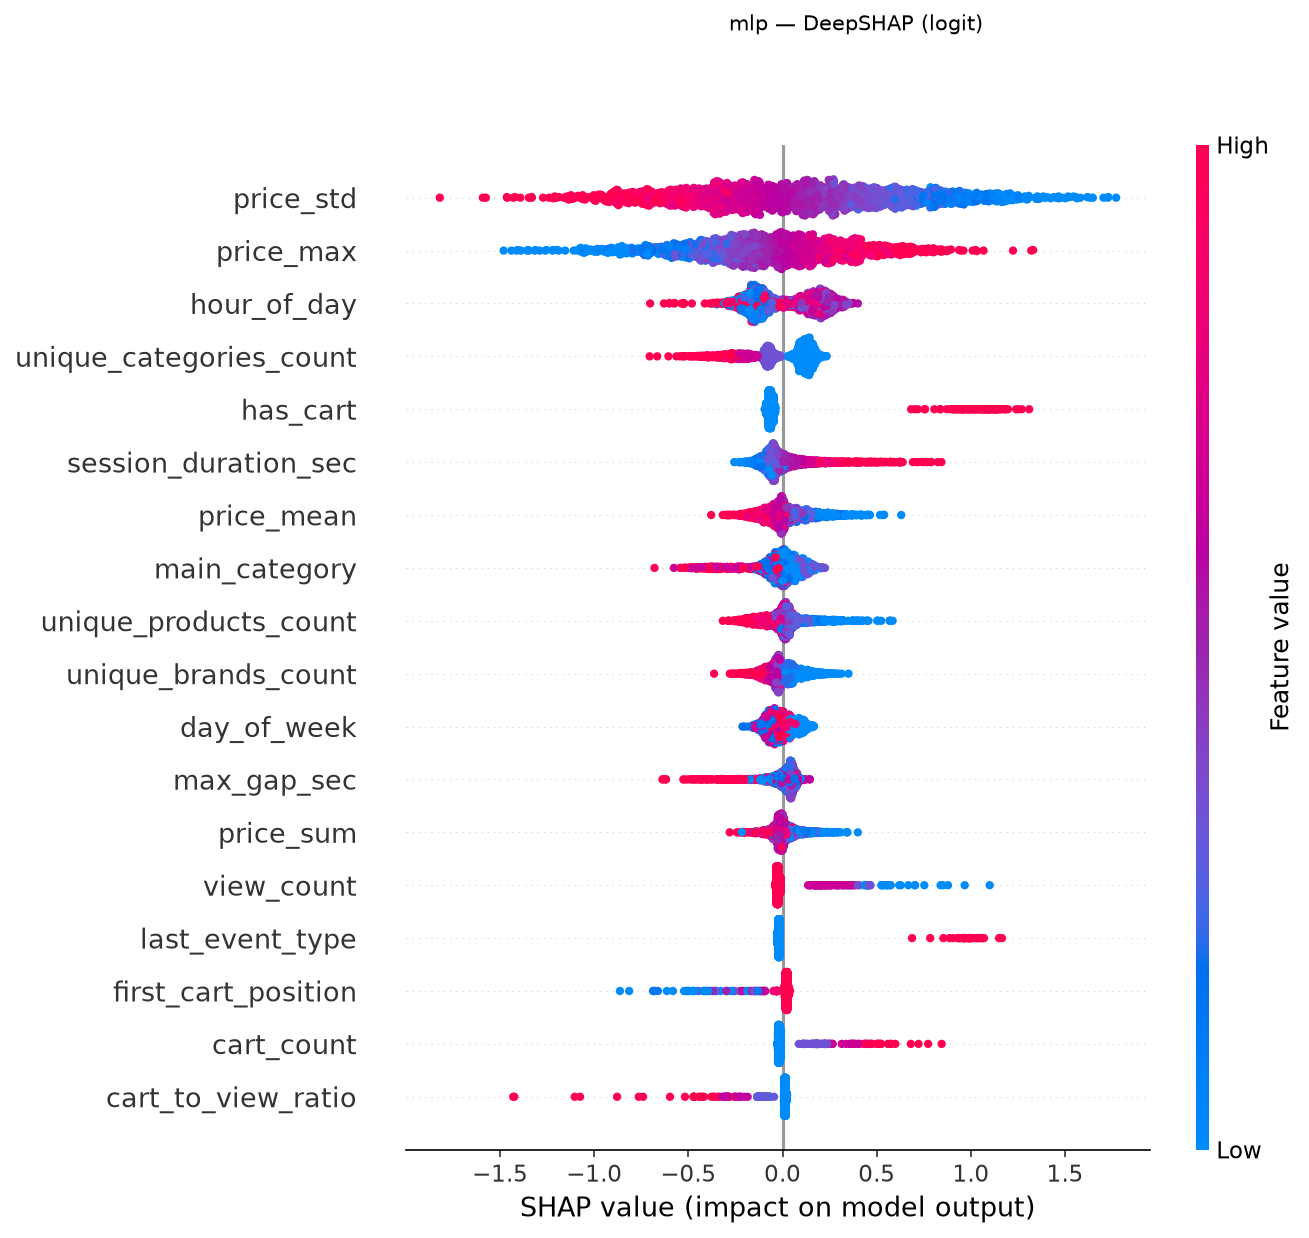 mlp — DeepSHAP (logit)
High
price_std
price_max
hour_of_day
unique_categories_count
has_cart
session_duration_sec
price_mean
main_category
unique_products_count
unique_brands_count
day_of_week
max_gap_sec
price_sum
view_count
last_event_type
first_cart_position
cart_count
cart_to_view_ratio
Feature value
Low
−1.5 −1.0 −0.5 0.0 0.5 1.0 1.5
SHAP value (impact on model output)